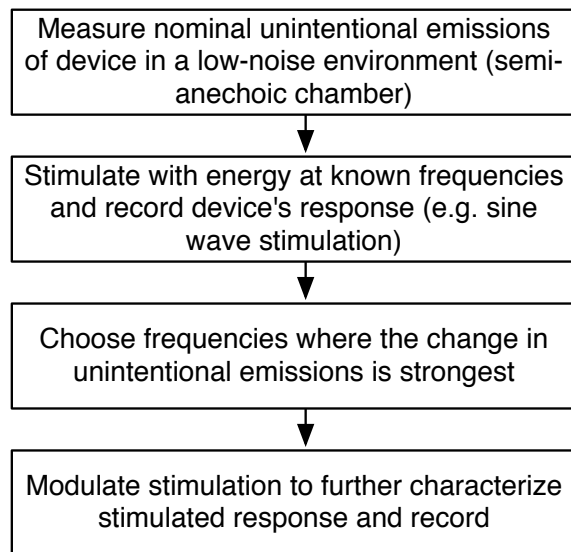 Measure nominal unintentional emissions
of device in a low-noise environment (semi-
anechoic chamber)
Stimulate with energy at known frequencies
and record device's response (e.g. sine
wave stimulation)
Choose frequencies where the change in
unintentional emissions is strongest
Modulate stimulation to further characterize
stimulated response and record